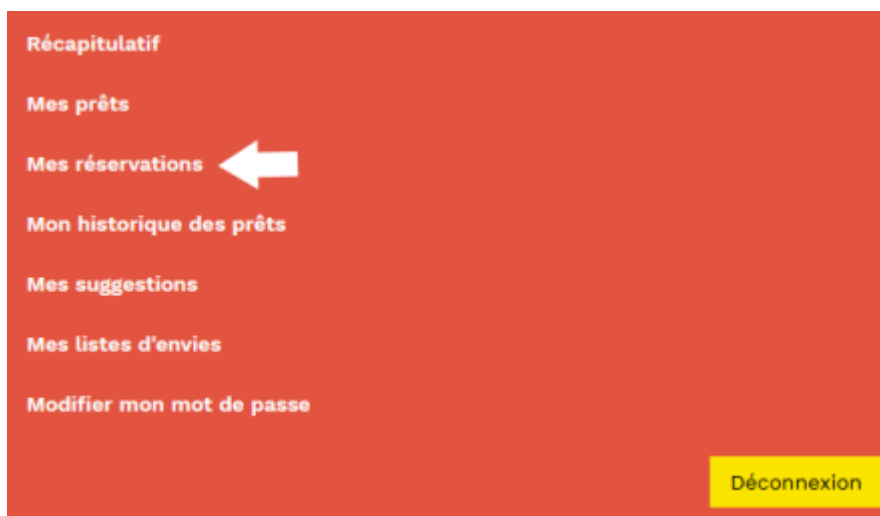 Récapitulatif
Mes prêts
Mes réservations
Mon historique des prêts
Mes suggestions
Mes listes d'envies
Modifier mon mot de passe
Déconnexion